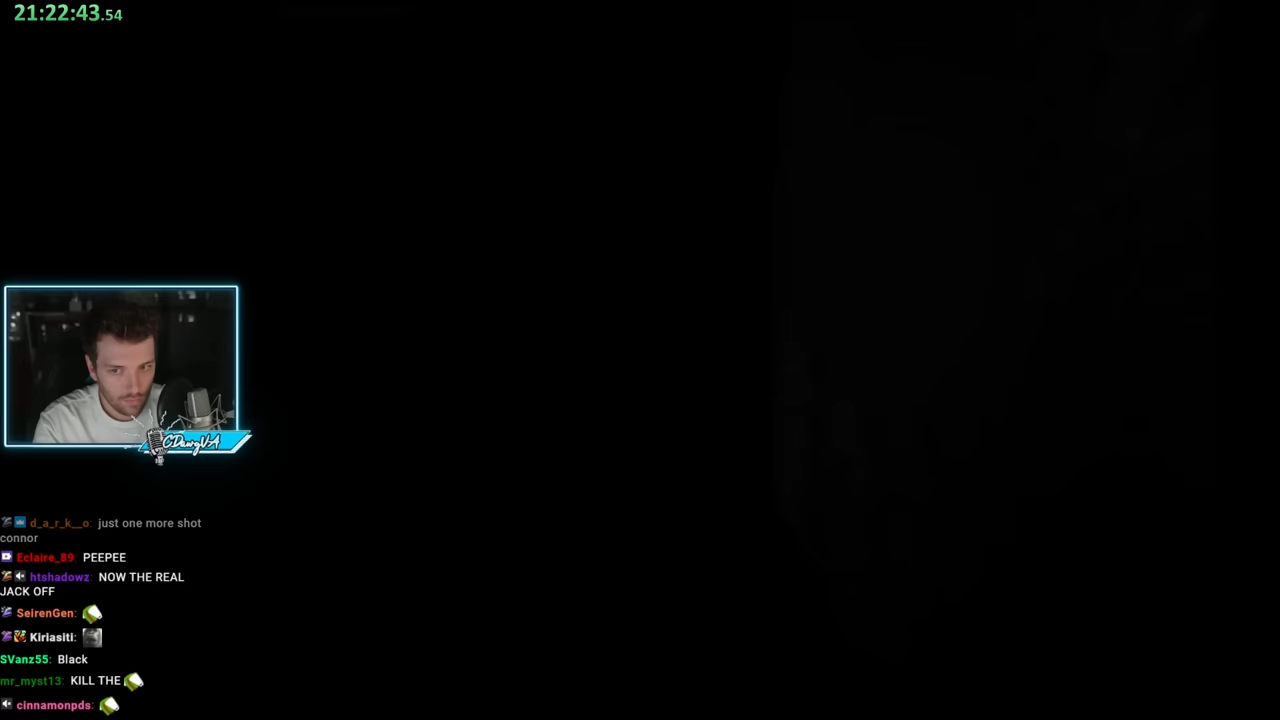 21:22:43.54
CDawgVA
d_a_r_k__o: just one more shot
connor
Eclaire_89: PEEPEE
htshadowz: NOW THE REAL
JACK OFF
SeirenGen:
Kiriasiti:
SVanz55: Black
mr_myst13: KILL THE
cinnamonpds: